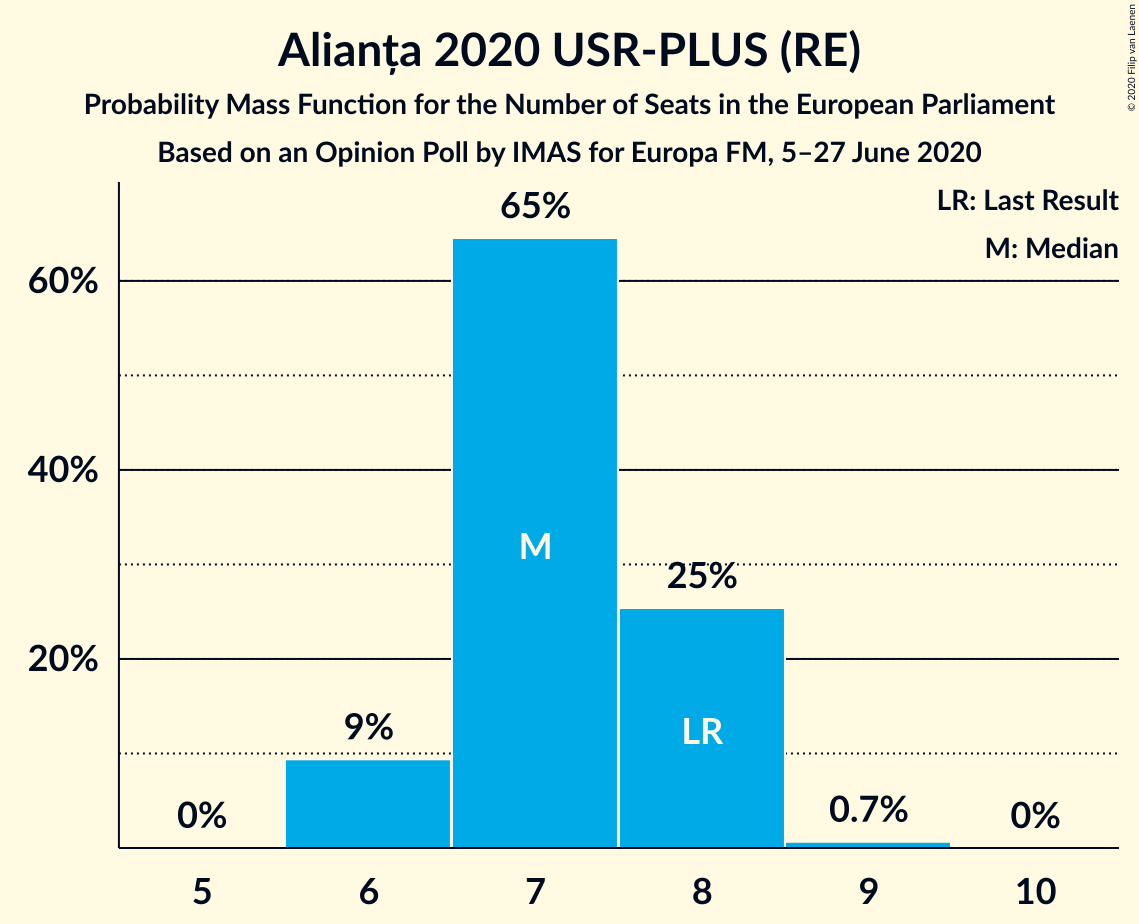 Alianța 2020 USR-PLUS (RE)
Probability Mass Function for the Number of Seats in the European Parliament
Based on an Opinion Poll by IMAS for Europa FM, 5–27 June 2020
© 2020 Filip van Laenen
LR: Last Result
M: Median
60%
40%
20%
0%
9%
65%
M
25%
LR
0.7%
0%
5 6 7 8 9 10